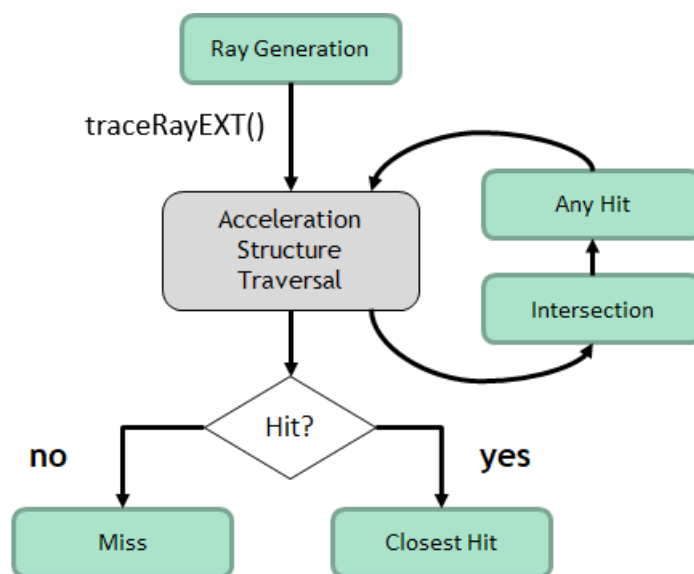 Ray Generation
traceRayEXT()
Acceleration
Structure
Traversal
Any Hit
Intersection
Hit?
no
yes
Miss
Closest Hit